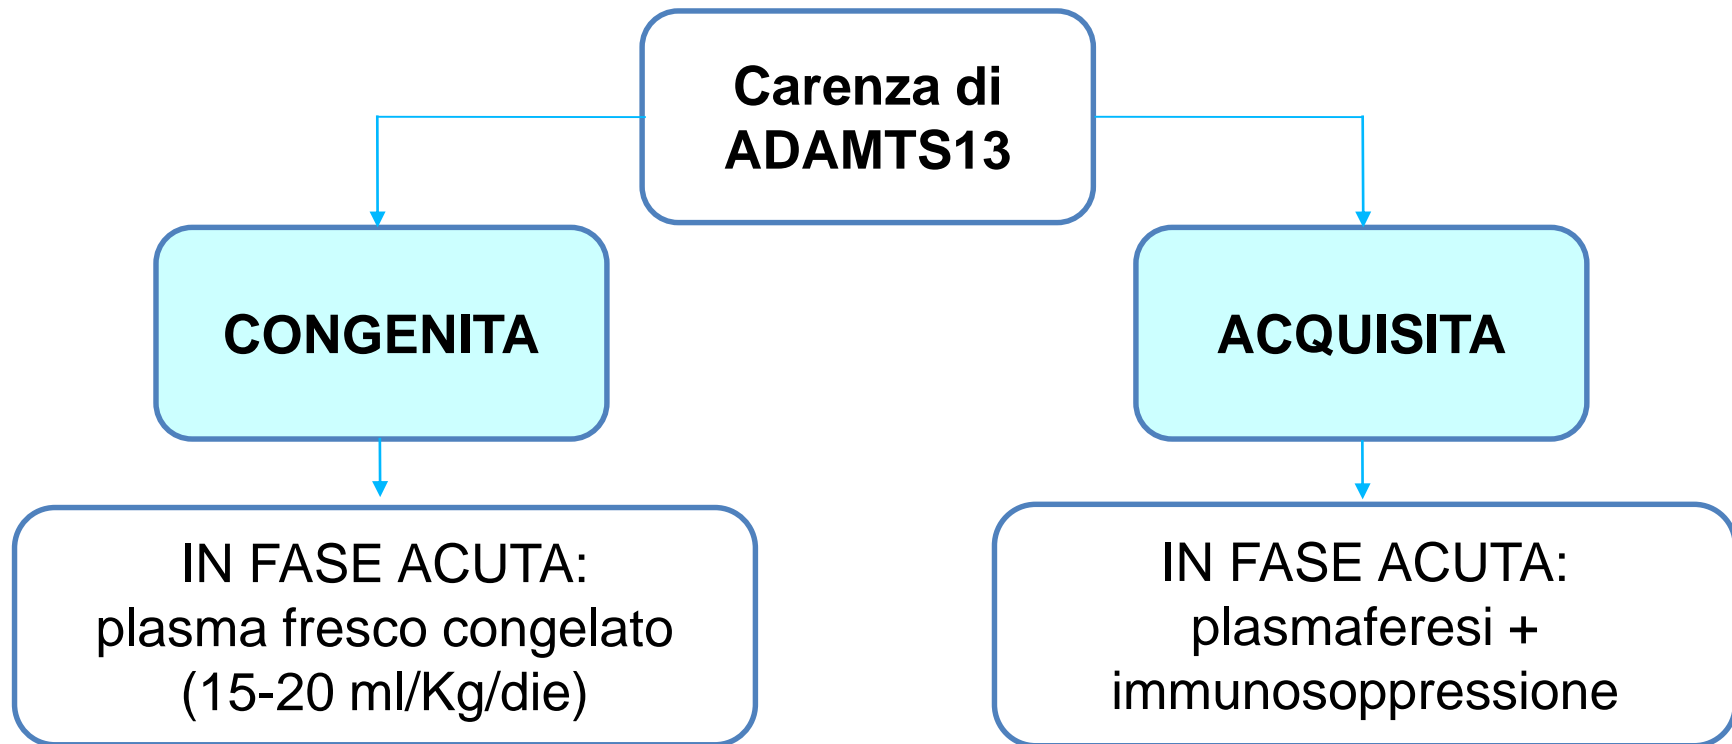 Carenza di
ADAMTS13
CONGENITA
ACQUISITA
IN FASE ACUTA:
plasma fresco congelato
(15-20 ml/Kg/die)
IN FASE ACUTA:
plasmaferesi +
immunosoppressione